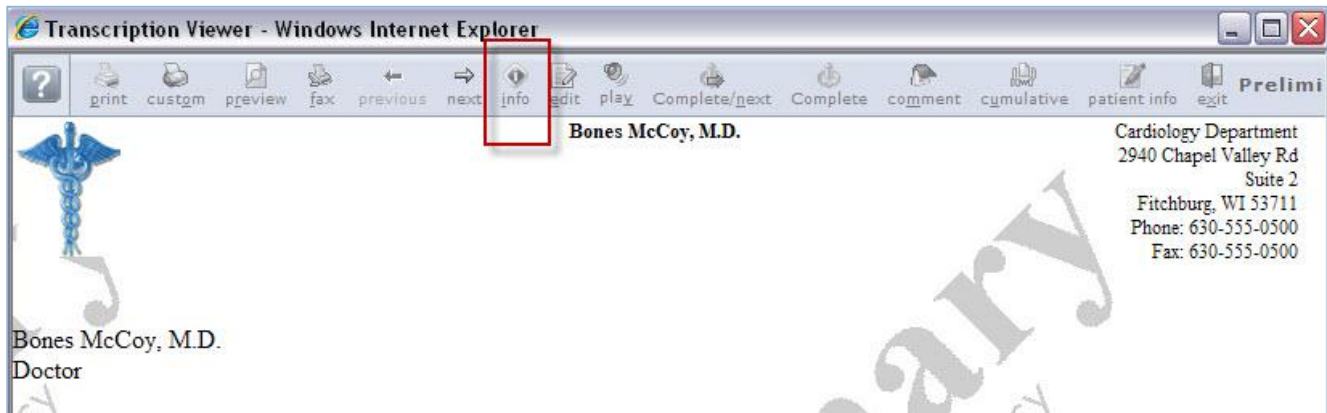 Transcription Viewer - Windows Internet Explorer
? print custom preview fax previous next info edit play Complete/next Complete comment cumulative patient info exit Prelimi
Bones McCoy, M.D.
Cardiology Department
2940 Chapel Valley Rd
Suite 2
Fitchburg, WI 53711
Phone: 630-555-0500
Fax: 630-555-0500
Bones McCoy, M.D.
Doctor
ary